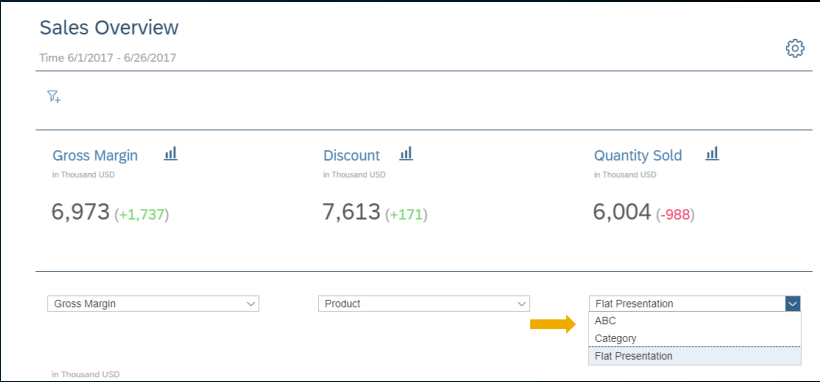 Sales Overview
Time 6/1/2017 - 6/26/2017
Gross Margin
in Thousand USD
6,973 (+1,737)
Discount
in Thousand USD
7,613 (+171)
Quantity Sold
in Thousand USD
6,004 (-988)
Gross Margin
Product
Flat Presentation
ABC
Category
Flat Presentation
in Thousand USD